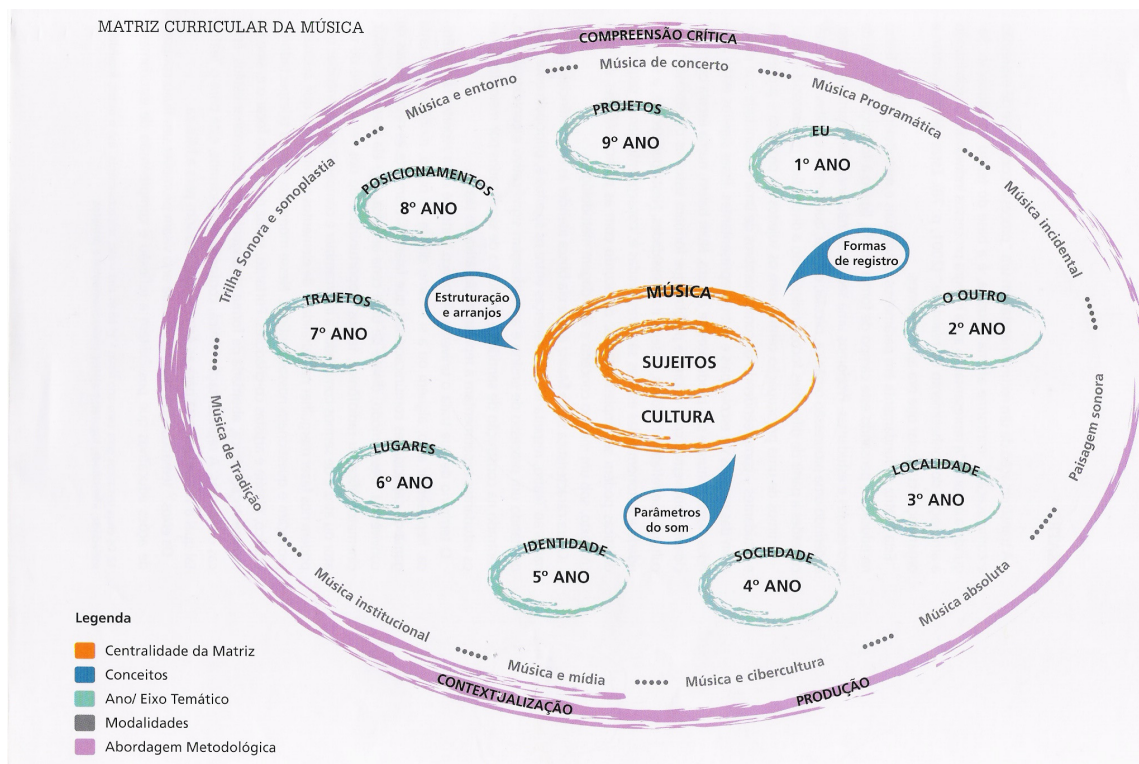 MATRIZ CURRICULAR DA MÚSICA
COMPREENSÃO CRÍTICA
Música de concerto
Música Programática
Música incidental
Paisagem sonora
Música absoluta
Música e cibercultura
Música e mídia
Música institucional
Música de Tradição
Trilha Sonora e sonoplastia
Música e entorno
PROJETOS
9º ANO
EU
1º ANO
O OUTRO
2º ANO
LOCALIDADE
3º ANO
SOCIEDADE
4º ANO
IDENTIDADE
5º ANO
LUGARES
6º ANO
TRAJETOS
7º ANO
POSICIONAMENTOS
8º ANO
Formas
de registro
Estruturação
e arranjos
MÚSICA
SUJEITOS
CULTURA
Parâmetros
do som
CONTEXTUALIZAÇÃO
PRODUÇÃO
Legenda
Centralidade da Matriz
Conceitos
Ano/ Eixo Temático
Modalidades
Abordagem Metodológica